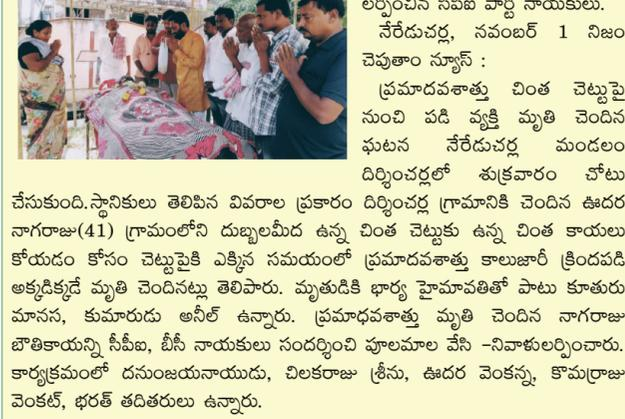 లర్పించిన సీపీఐ పార్టీ నాయకులు.
నేరేడుచర్ల, నవంబర్ 1 నిజం
చెపుతాం న్యూస్ :
ప్రమాదవశాత్తు చింత చెట్టుపై
నుంచి పడి వ్యక్తి మృతి చెందిన
ఘటన నేరేడుచర్ల మండలం
దిర్శించర్లలో శుక్రవారం చోటు
చేసుకుంది.స్థానికులు తెలిపిన వివరాల ప్రకారం దిర్శించర్ల గ్రామానికి చెందిన ఊదర
నాగరాజు(41) గ్రామంలోని దుబ్బలమీద ఉన్న చింత చెట్టుకు ఉన్న చింత కాయలు
కోయడం కోసం చెట్టుపైకి ఎక్కిన సమయంలో ప్రమాదవశాత్తు కాలుజారీ క్రిందపడి
అక్కడిక్కడే మృతి చెందినట్లు తెలిపారు. మృతుడికి భార్య హైమావతితో పాటు కూతురు
మానస, కుమారుడు అనీల్ ఉన్నారు. ప్రమాధవశాత్తు మృతి చెందిన నాగరాజు
బౌతికాయన్ని సీపీఐ, బీసీ నాయకులు సందర్శించి పూలమాల వేసి –నివాళులర్పించారు.
కార్యక్రమంలో దనుంజయనాయుడు, చిలకరాజు శ్రీను, ఊదర వెంకన్న, కొమర్రాజు
వెంకట్, భరత్ తదితరులు ఉన్నారు.